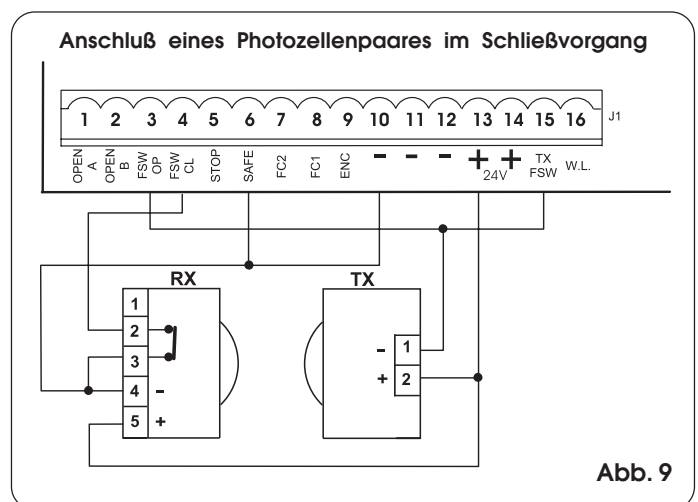 Anschluß eines Photozellenpaares im Schließvorgang
1 2 3 4 5 6 7 8 9 10 11 12 13 14 15 16 J1
OPEN A
OPEN B
FSW OP
FSW CL
STOP
SAFE
FC2
FC1
ENC
-
-
-
+ +
24V
TX FSW
W.L.
RX
1
2
3
4 -
5 +
TX
- 1
+ 2
Abb. 9